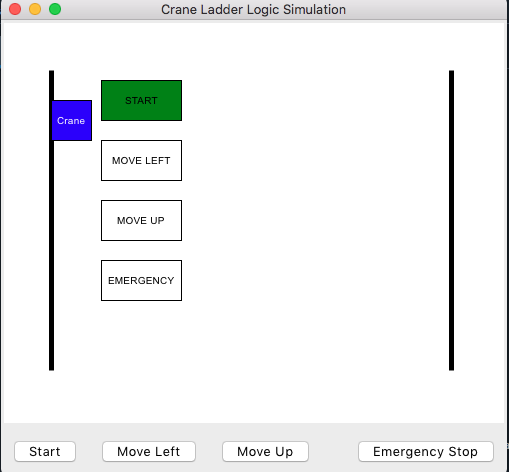 Crane Ladder Logic Simulation
START
Crane
MOVE LEFT
MOVE UP
EMERGENCY
Start
Move Left
Move Up
Emergency Stop